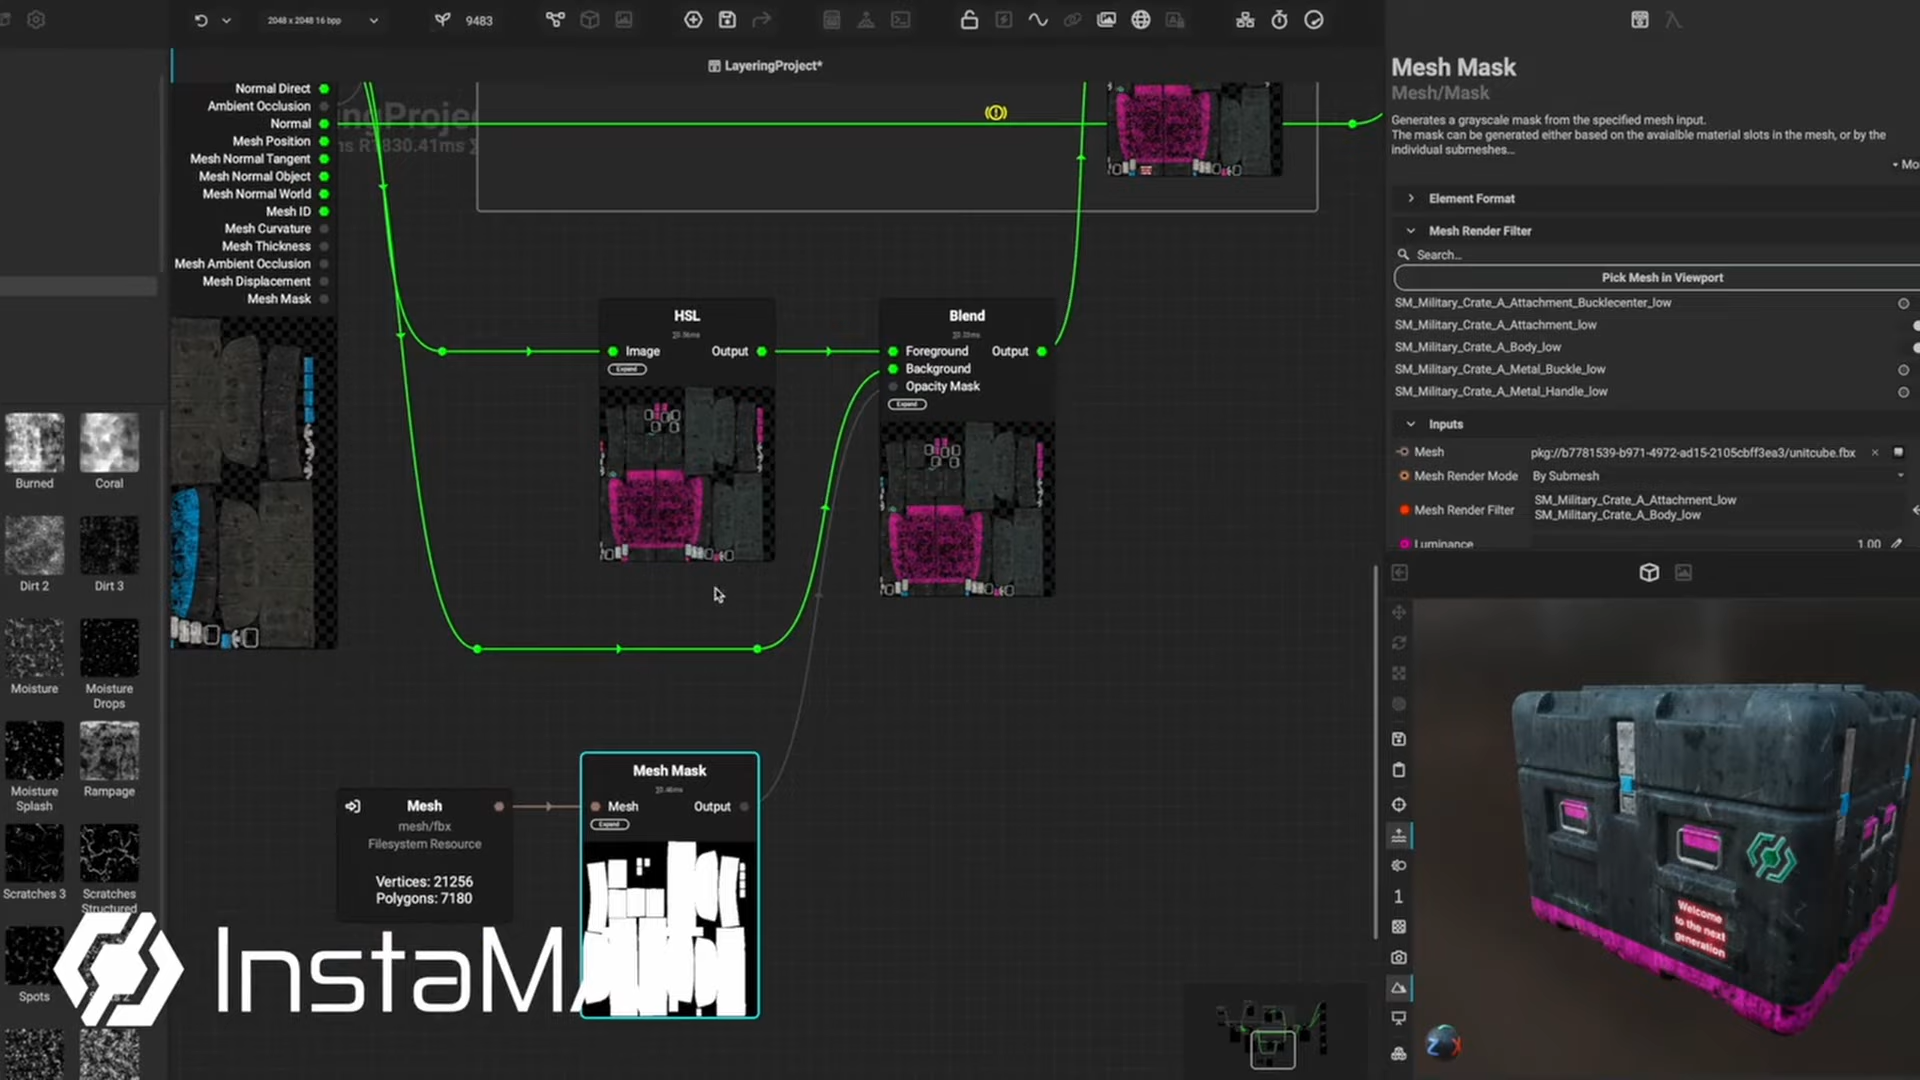 2048 x 2048 16 bpp
9483
LayeringProject*
Normal Direct
Ambient Occlusion
Normal
Mesh Position
Mesh Normal Tangent
Mesh Normal Object
Mesh Normal World
Mesh ID
Mesh Curvature
Mesh Thickness
Mesh Ambient Occlusion
Mesh Displacement
Mesh Mask
HSL
Image
Output
Expand
Blend
Foreground
Output
Background
Opacity Mask
Expand
Burned
Coral
Dirt 2
Dirt 3
Moisture
Moisture
Drops
Moisture
Splash
Rampage
Scratches 3
Scratches
Structured
Spots
Mesh
mesh/fbx
Filesystem Resource
Vertices: 21256
Polygons: 7180
Mesh Mask
Mesh
Output
Expand
InstaM
Mesh Mask
Mesh/Mask
Generates a grayscale mask from the specified mesh input.
The mask can be generated either based on the avaialble material slots in the mesh, or by the
individual submeshes...
Mo
Element Format
Mesh Render Filter
Search...
Pick Mesh in Viewport
SM_Military_Crate_A_Attachment_Bucklecenter_low
SM_Military_Crate_A_Attachment_low
SM_Military_Crate_A_Body_low
SM_Military_Crate_A_Metal_Buckle_low
SM_Military_Crate_A_Metal_Handle_low
Inputs
Mesh
pkg://b7781539-b971-4972-ad15-2105cbff3ea3/unitcube.fbx
Mesh Render Mode
By Submesh
Mesh Render Filter
SM_Military_Crate_A_Attachment_low
SM_Military_Crate_A_Body_low
Luminance
1.00
1
Welcome
to the next
generation
Z X